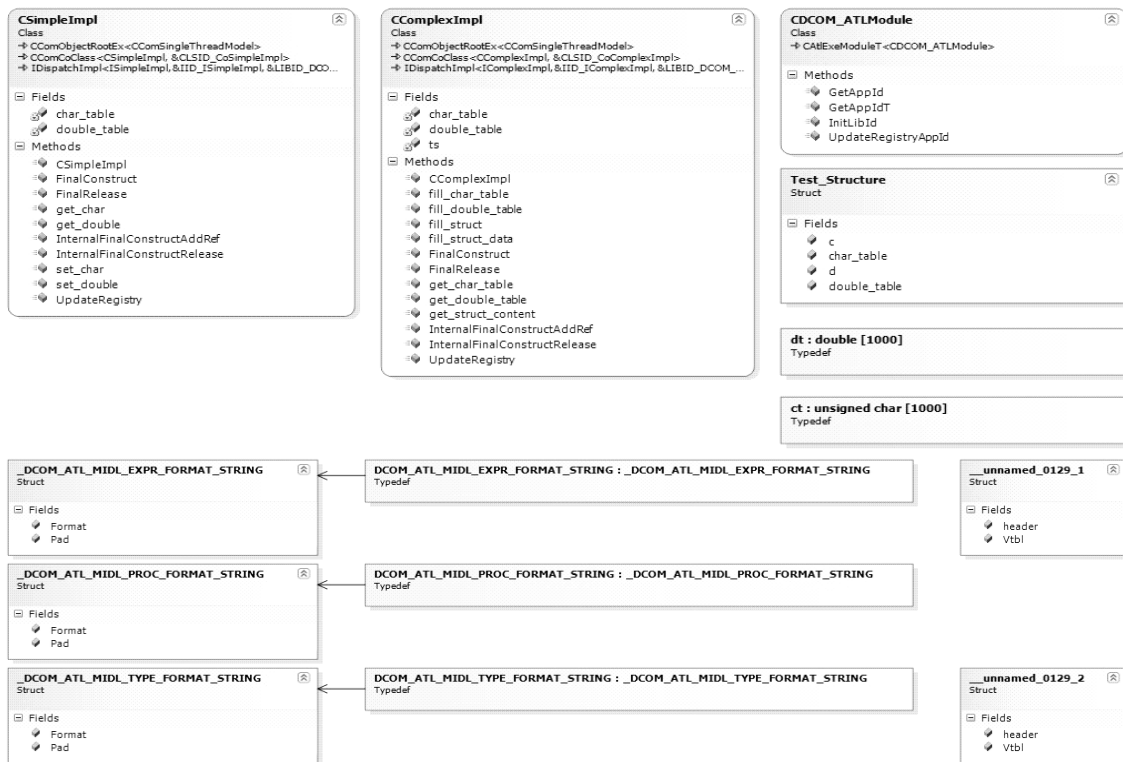 CSimpleImpl
Class
CComObjectRootEx<CComSingleThreadModel>
CComCoClass<CSimpleImpl, &CLSID_CoSimpleImpl>
IDispatchImpl<ISimpleImpl, &IID_ISimpleImpl, &LIBID_DCO...
Fields
char_table
double_table
Methods
CSimpleImpl
FinalConstruct
FinalRelease
get_char
get_double
InternalFinalConstructAddRef
InternalFinalConstructRelease
set_char
set_double
UpdateRegistry
CComplexImpl
Class
CComObjectRootEx<CComSingleThreadModel>
CComCoClass<CComplexImpl, &CLSID_CoComplexImpl>
IDispatchImpl<IComplexImpl, &IID_IComplexImpl, &LIBID_DCOM_...
Fields
char_table
double_table
ts
Methods
CComplexImpl
fill_char_table
fill_double_table
fill_struct
fill_struct_data
FinalConstruct
FinalRelease
get_char_table
get_double_table
get_struct_content
InternalFinalConstructAddRef
InternalFinalConstructRelease
UpdateRegistry
CDCOM_ATLModule
Class
CAtlExeModuleT<CDCOM_ATLModule>
Methods
GetAppId
GetAppIdT
InitLibId
UpdateRegistryAppId
Test_Structure
Struct
Fields
c
char_table
d
double_table
dt : double [1000]
Typedef
ct : unsigned char [1000]
Typedef
_DCOM_ATL_MIDL_EXPR_FORMAT_STRING
Struct
Fields
Format
Pad
DCOM_ATL_MIDL_EXPR_FORMAT_STRING : _DCOM_ATL_MIDL_EXPR_FORMAT_STRING
Typedef
__unnamed_0129_1
Struct
Fields
header
Vtbl
_DCOM_ATL_MIDL_PROC_FORMAT_STRING
Struct
Fields
Format
Pad
DCOM_ATL_MIDL_PROC_FORMAT_STRING : _DCOM_ATL_MIDL_PROC_FORMAT_STRING
Typedef
_DCOM_ATL_MIDL_TYPE_FORMAT_STRING
Struct
Fields
Format
Pad
DCOM_ATL_MIDL_TYPE_FORMAT_STRING : _DCOM_ATL_MIDL_TYPE_FORMAT_STRING
Typedef
__unnamed_0129_2
Struct
Fields
header
Vtbl